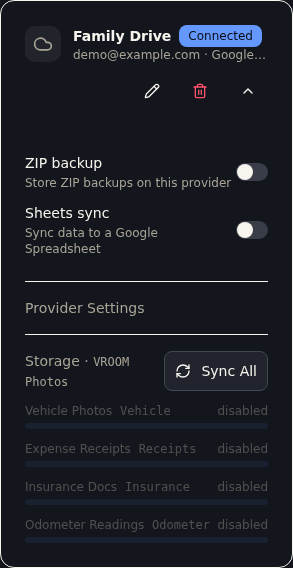 Family Drive Connected
demo@example.com · Google...
ZIP backup
Store ZIP backups on this provider
Sheets sync
Sync data to a Google
Spreadsheet
Provider Settings
Storage · VROOM
Photos
Sync All
Vehicle Photos Vehicle disabled
Expense Receipts Receipts disabled
Insurance Docs Insurance disabled
Odometer Readings Odometer disabled